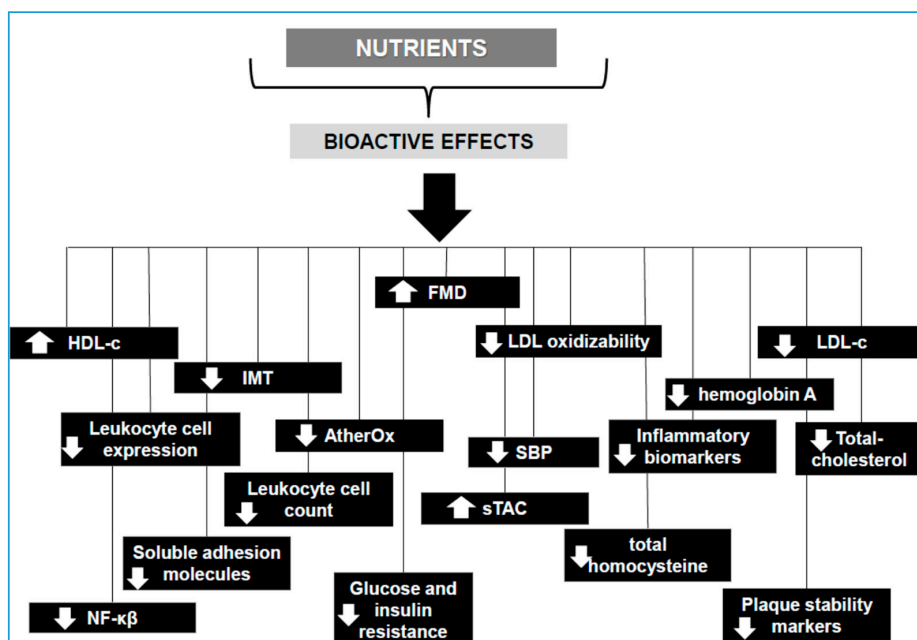 NUTRIENTS
BIOACTIVE EFFECTS
FMD
HDL-c
LDL oxidizability
LDL-c
IMT
hemoglobin A
Leukocyte cell
expression
AtherOx
SBP
Inflammatory
biomarkers
Total-
cholesterol
Leukocyte cell
count
sTAC
Soluble adhesion
molecules
total
homocysteine
Glucose and
insulin
resistance
NF-κβ
Plaque stability
markers